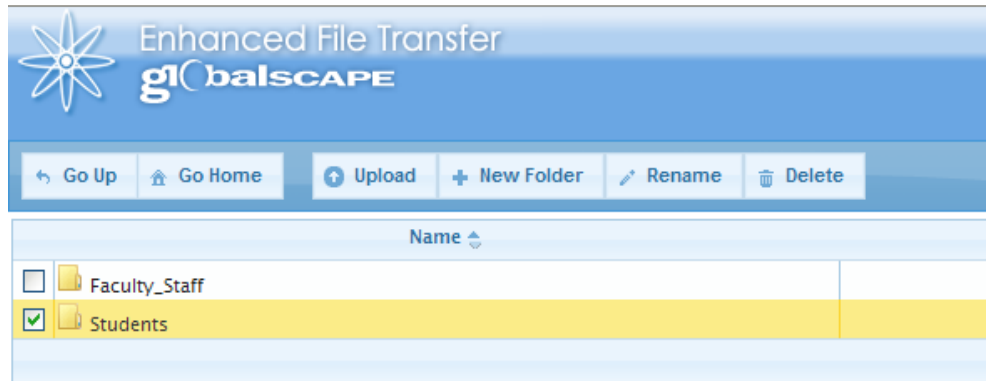 Enhanced File Transfer
globalSCAPE
Go Up Go Home Upload New Folder Rename Delete
Name
Faculty_Staff
Students